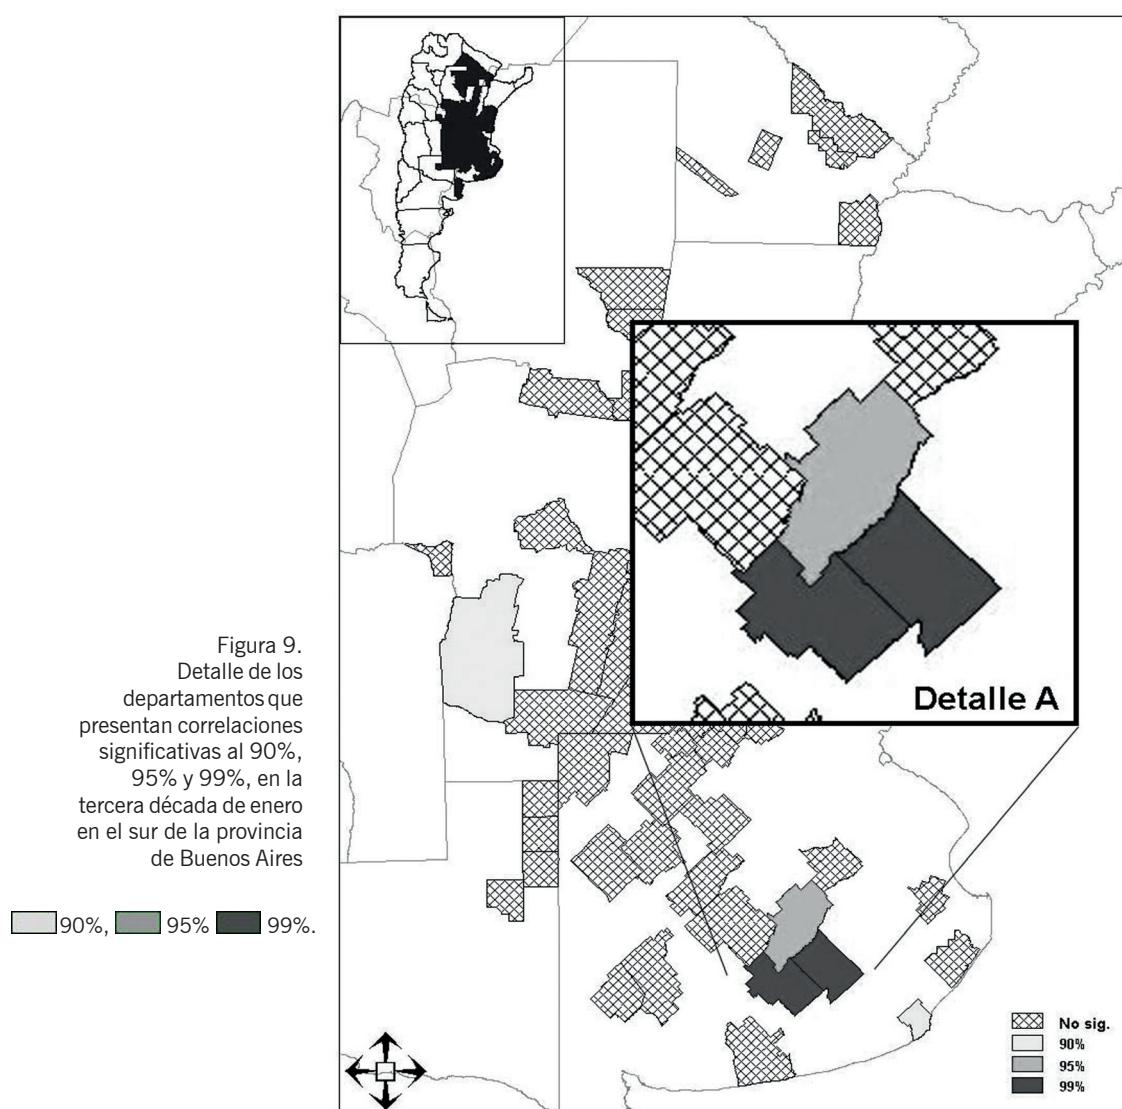 Figura 9.
Detalle de los
departamentos que
presentan correlaciones
significativas al 90%,
95% y 99%, en la
tercera década de enero
en el sur de la provincia
de Buenos Aires
90%, 95% 99%.
Detalle A
No sig.
90%
95%
99%